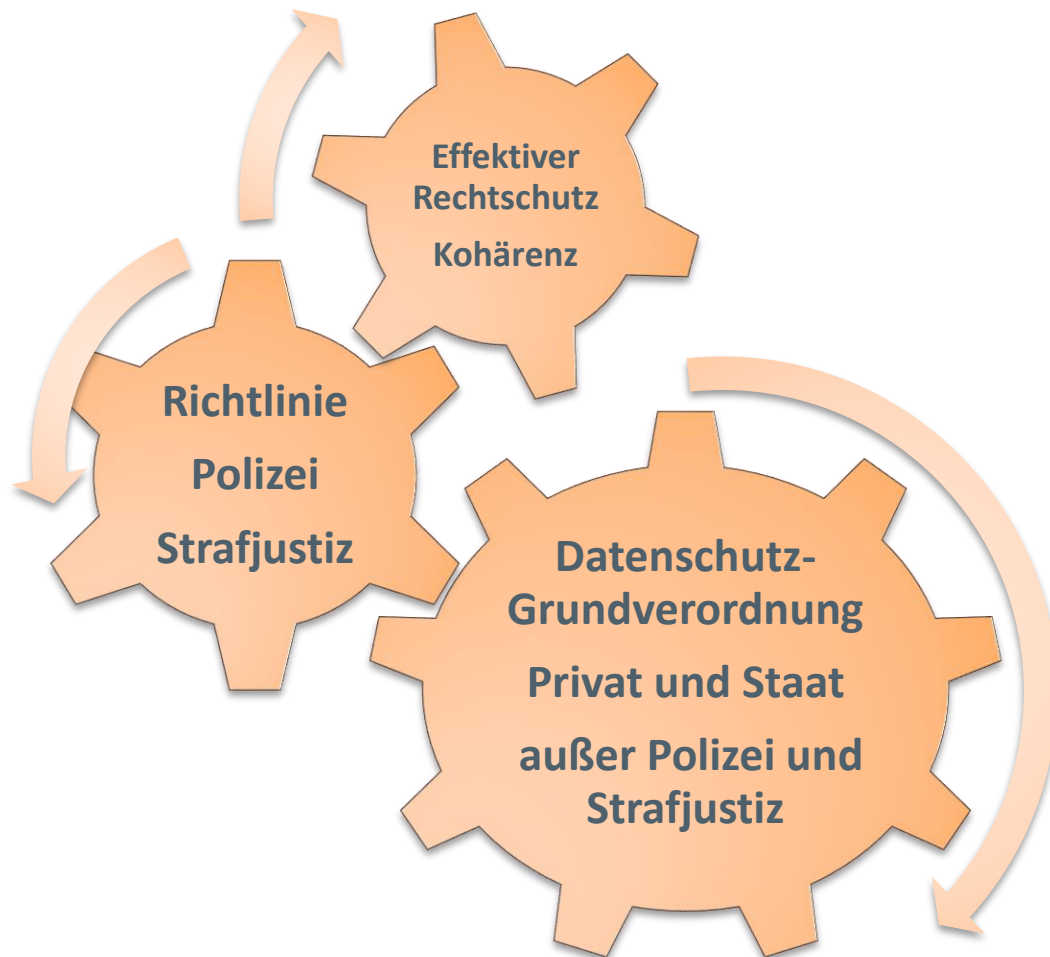 Effektiver
Rechtschutz
Kohärenz
Richtlinie
Polizei
Strafjustiz
Datenschutz-
Grundverordnung
Privat und Staat
außer Polizei und
Strafjustiz